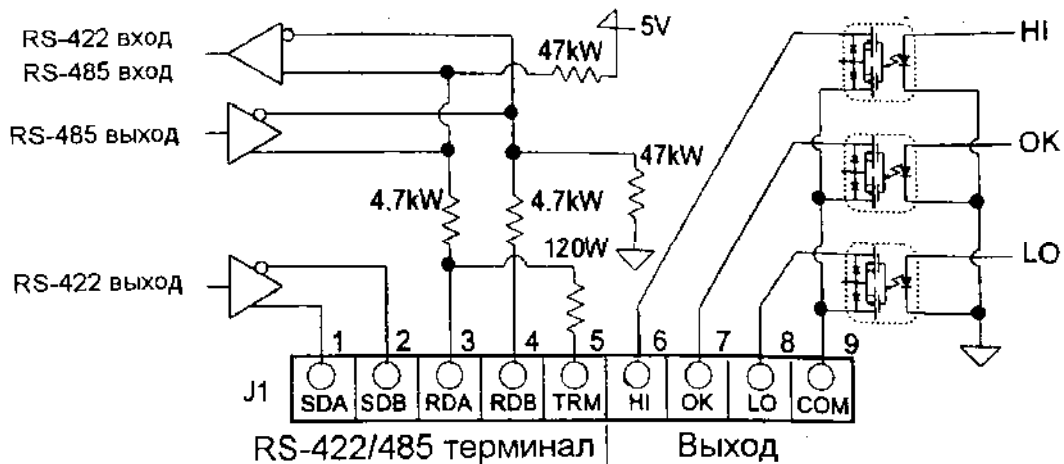 RS-422 вход
RS-485 вход
47kW
5V
HI
RS-485 выход
OK
47kW
4.7kW
4.7kW
120W
LO
RS-422 выход
1 2 3 4 5 6 7 8 9
J1
SDA SDB RDA RDB TRM HI OK LO COM
RS-422/485 терминал
Выход